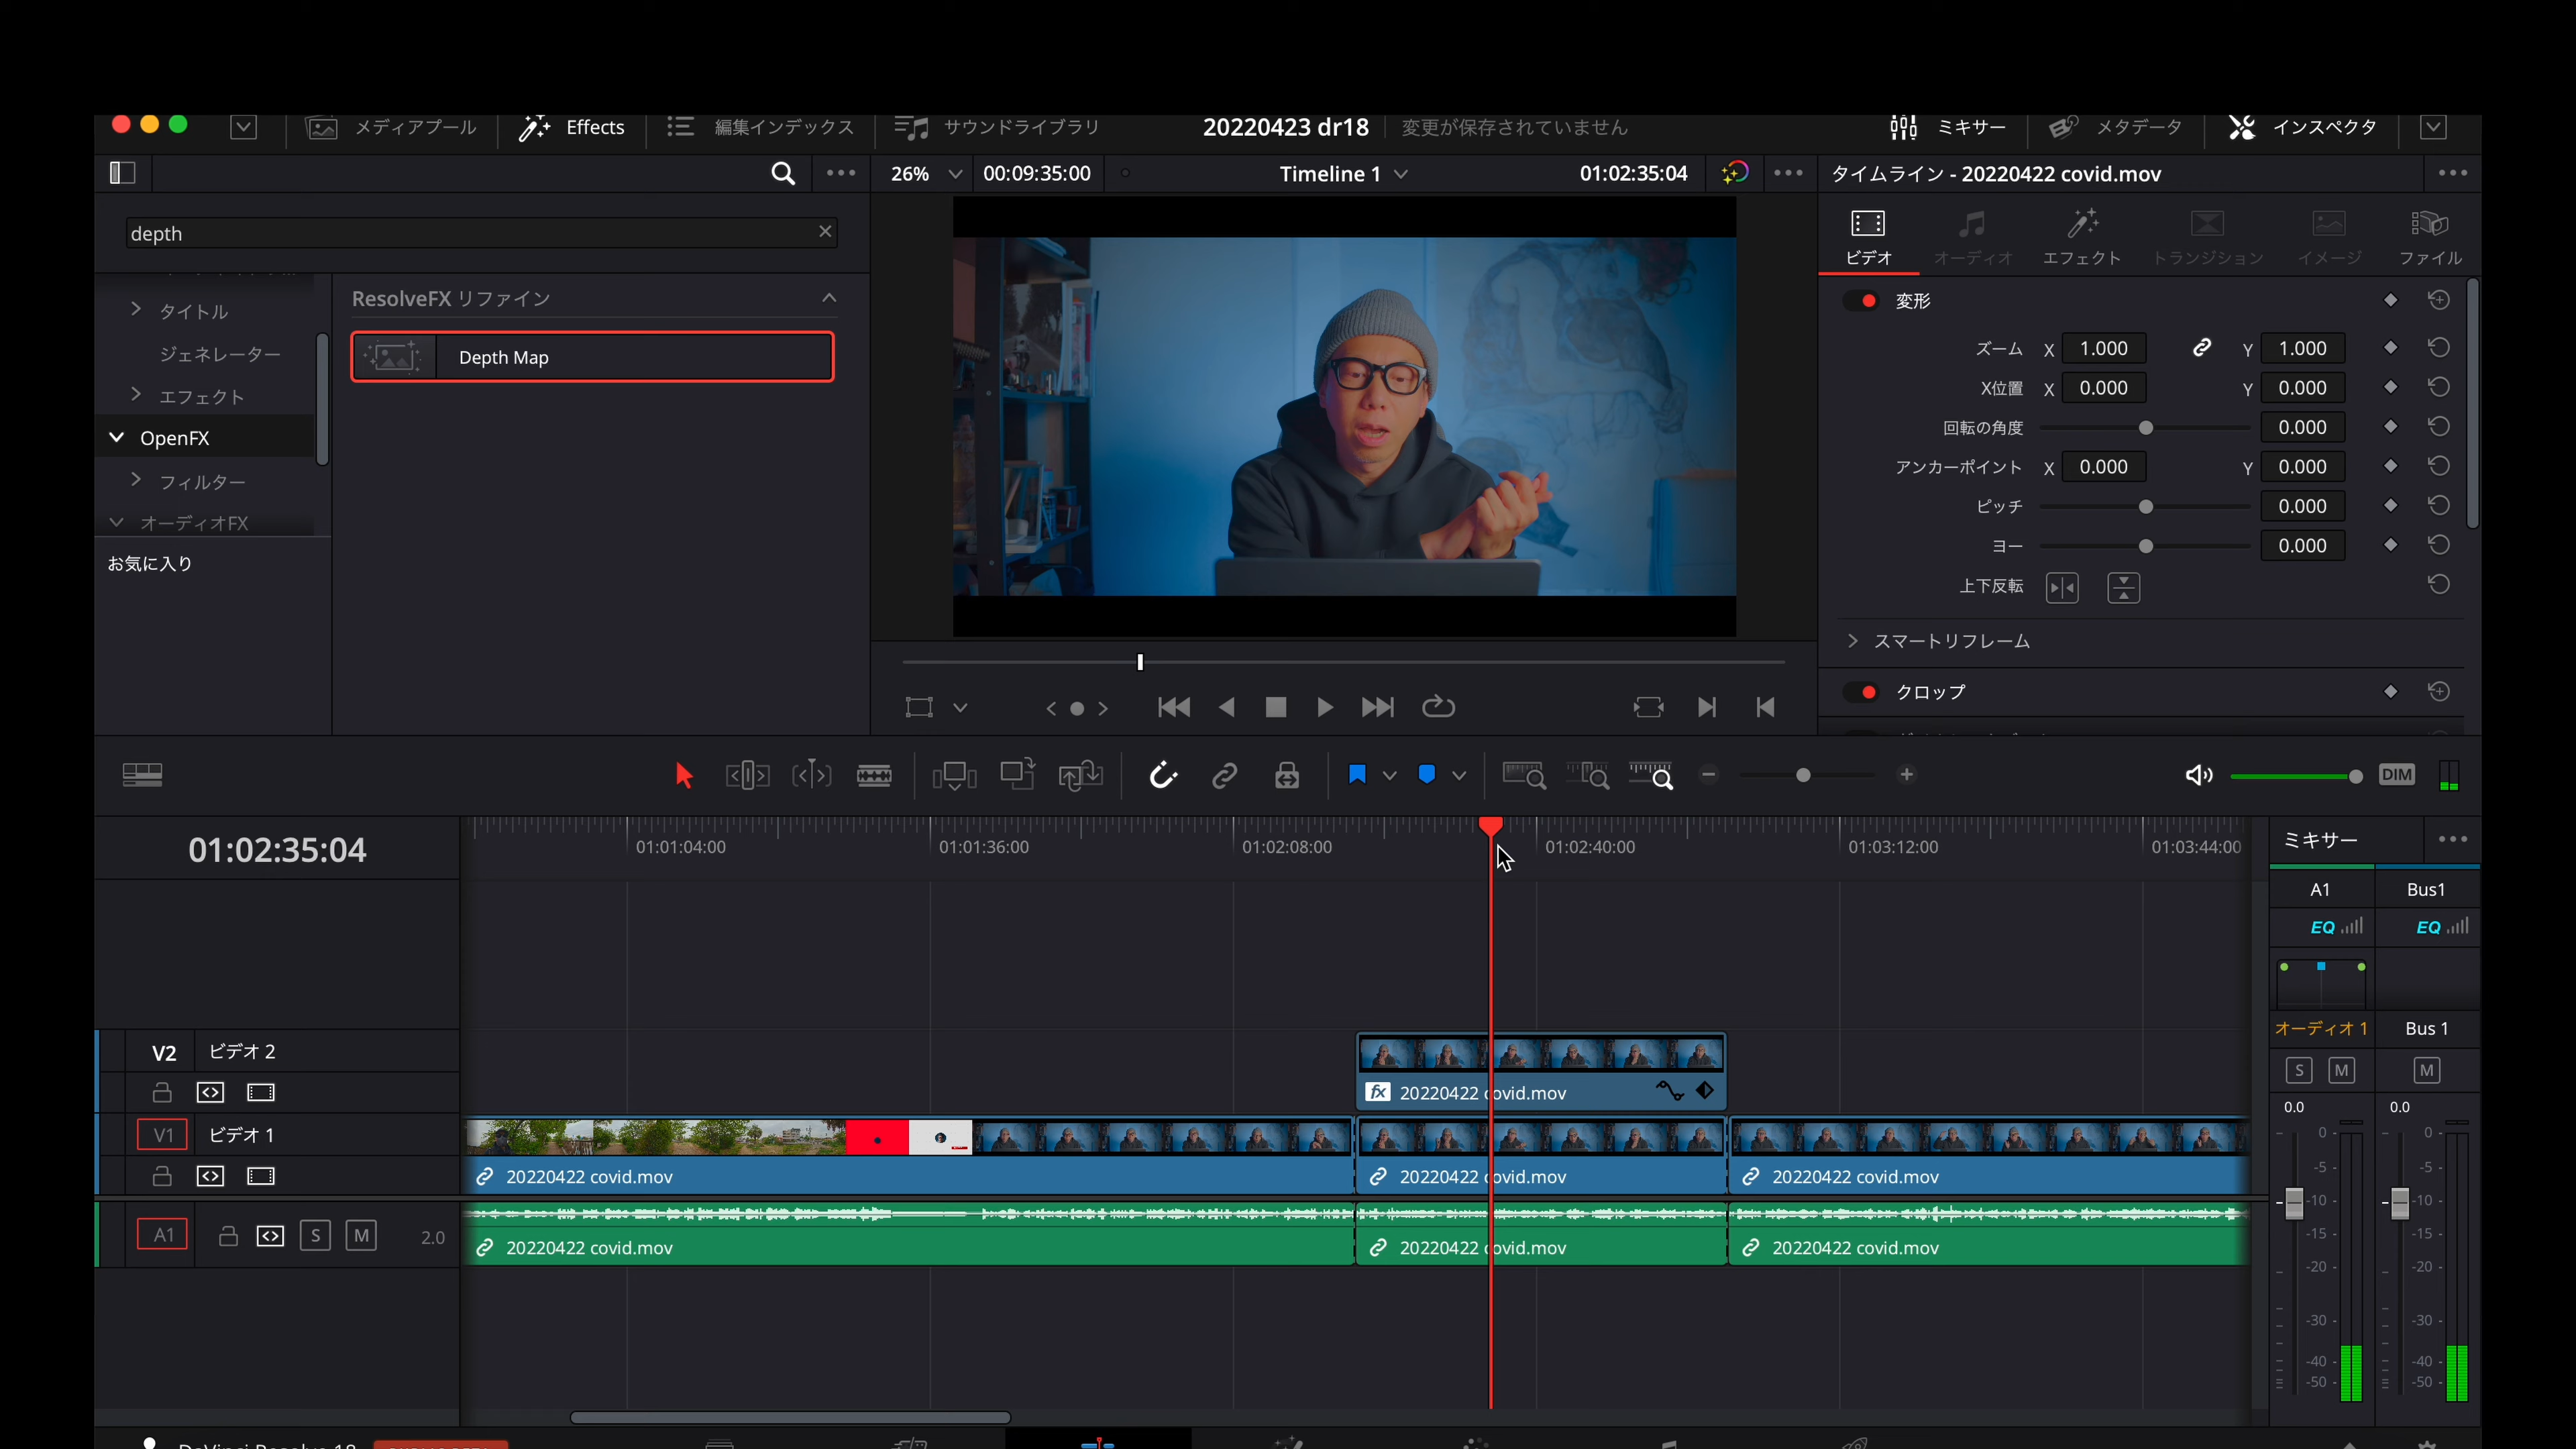 メディアプール
Effects
編集インデックス
サウンドライブラリ
20220423 dr18
変更が保存されていません
ミキサー
メタデータ
インスペクタ
26%
00:09:35:00
Timeline 1
01:02:35:04
タイムライン - 20220422 covid.mov
depth
タイトル
ジェネレーター
エフェクト
OpenFX
フィルター
オーディオFX
お気に入り
ResolveFX リファイン
Depth Map
ビデオ
オーディオ
エフェクト
トランジション
イメージ
ファイル
変形
ズーム X 1.000 Y 1.000
X位置 X 0.000 Y 0.000
回転の角度 0.000
アンカーポイント X 0.000 Y 0.000
ピッチ 0.000
ヨー 0.000
上下反転
スマートリフレーム
クロップ
DIM
01:02:35:04
01:01:04:00
01:01:36:00
01:02:08:00
01:02:40:00
01:03:12:00
01:03:44:00
V2 ビデオ 2
fx 20220422 covid.mov
V1 ビデオ 1
20220422 covid.mov
20220422 covid.mov
20220422 covid.mov
A1 S M 2.0
20220422 covid.mov
20220422 covid.mov
20220422 covid.mov
ミキサー
A1 Bus1
EQ EQ
オーディオ 1 Bus 1
S M M
0.0 0.0
0- 0-
-5- -5-
-10- -10-
-15- -15-
-20- -20-
-30- -30-
-40- -40-
-50- -50-
DaVinci Resolve 18